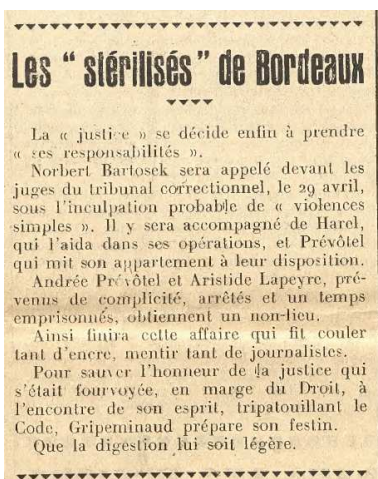 Les " stérilisés " de Bordeaux
La « justice » se décide enfin à prendre
« ses responsabilités ».
Norbert Bartosek sera appelé devant les
juges du tribunal correctionnel, le 29 avril,
sous l'inculpation probable de « violences
simples ». Il y sera accompagné de Harel,
qui l'aida dans ses opérations, et Prévôtel
qui mit son appartement à leur disposition.
Andrée Prévôtel et Aristide Lapeyre, pré-
venus de complicité, arrêtés et un temps
emprisonnés, obtiennent un non-lieu.
Ainsi finira cette affaire qui fit couler
tant d'encre, mentir tant de journalistes.
Pour sauver l'honneur de la justice qui
s'était fourvoyée, en marge du Droit, à
l'encontre de son esprit, tripatouillant le
Code, Gripeminaud prépare son festin.
Que la digestion lui soit légère.